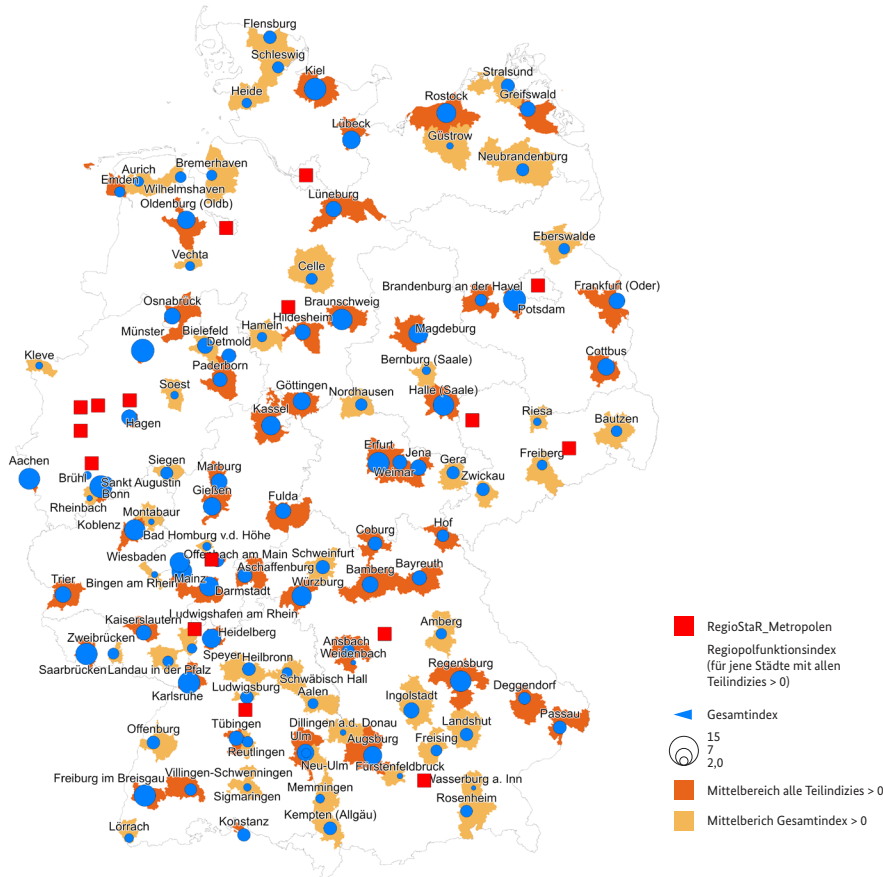 Flensburg
Schleswig
Kiel
Heide
Stralsund
Greifswald
Rostock
Lübeck
Güstrow
Neubrandenburg
Bremerhaven
Aurich
Emden
Wilhelmshaven
Oldenburg (Oldb)
Lüneburg
Vechta
Eberswalde
Celle
Brandenburg an der Havel
Potsdam
Frankfurt (Oder)
Osnabrück
Braunschweig
Hameln
Hildesheim
Magdeburg
Münster
Bielefeld
Detmold
Kleve
Paderborn
Bernburg (Saale)
Cottbus
Soest
Göttingen
Nordhausen
Halle (Saale)
Kassel
Riesa
Bautzen
Hagen
Erfurt
Jena
Weimar
Gera
Freiberg
Zwickau
Aachen
Brühl
Siegen
Marburg
Sankt Augustin
Bonn
Rheinbach
Gießen
Fulda
Montabaur
Koblenz
Bad Homburg v.d. Höhe
Coburg
Hof
Wiesbaden
Offenbach am Main
Schweinfurt
Aschaffenburg
Bayreuth
Bamberg
Trier
Bingen am Rhein
Mainz
Darmstadt
Würzburg
Ludwigshafen am Rhein
Kaiserslautern
Heidelberg
Amberg
Zweibrücken
Ansbach
Weidenbach
Saarbrücken
Landau in der Pfalz
Speyer
Heilbronn
Regensburg
Karlsruhe
Ludwigsburg
Schwäbisch Hall
Aalen
Ingolstadt
Deggendorf
Passau
Offenburg
Tübingen
Reutlingen
Dillingen a.d. Donau
Ulm
Augsburg
Landshut
Freising
Neu-Ulm
Fürstenfeldbruck
Wasserburg a. Inn
Freiburg im Breisgau
Villingen-Schwenningen
Sigmaringen
Memmingen
Rosenheim
Kempten (Allgäu)
Lörrach
Konstanz
RegioStaR_Metropolen
Regiopolfunktionsindex
(für jene Städte mit allen
Teilindizies > 0)
Gesamtindex
15
7
2,0
Mittelbereich alle Teilindizies > 0
Mittelberich Gesamtindex > 0